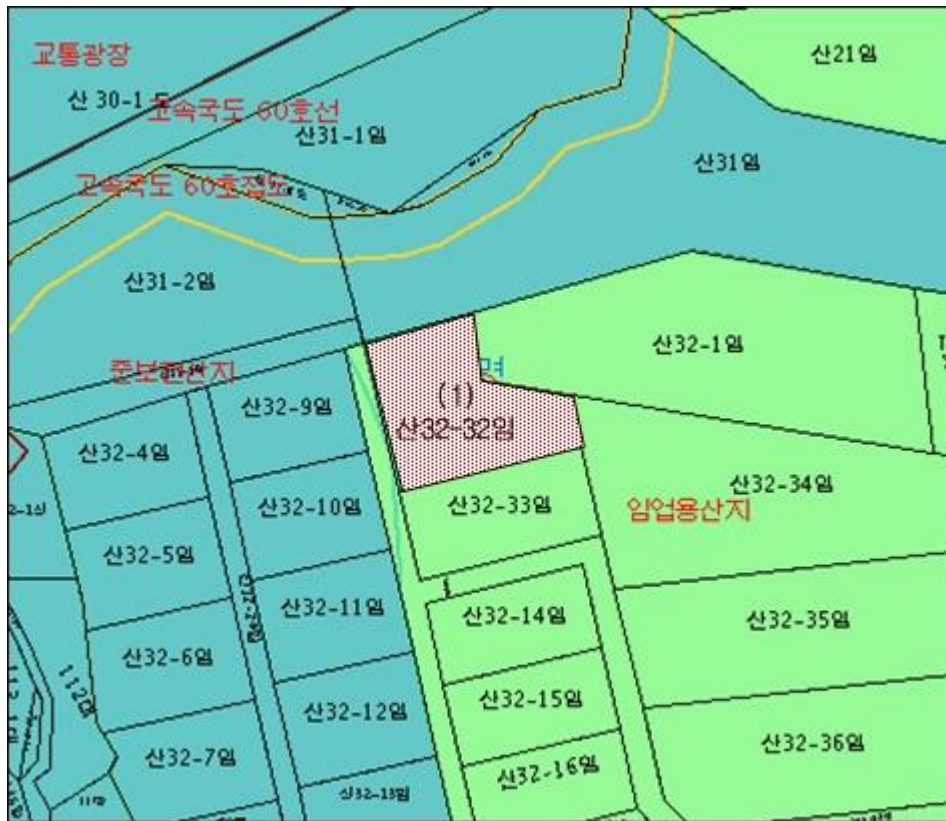 교통광장
산21임
산 30-1 도
고속국도 60호선
산31-1임
산31임
고속국도 60호접도
산31-2임
산32-1임
준보전산지
면
(1)
산32-9임
산32-32임
산32-4임
산32-34임
산32-10임
산32-33임
임업용산지
산32-5임
산32-11임
산32-14임
산32-35임
산32-6임
112대
산32-15임
산32-12임
산32-36임
산32-7임
산32-16임
산32-13임